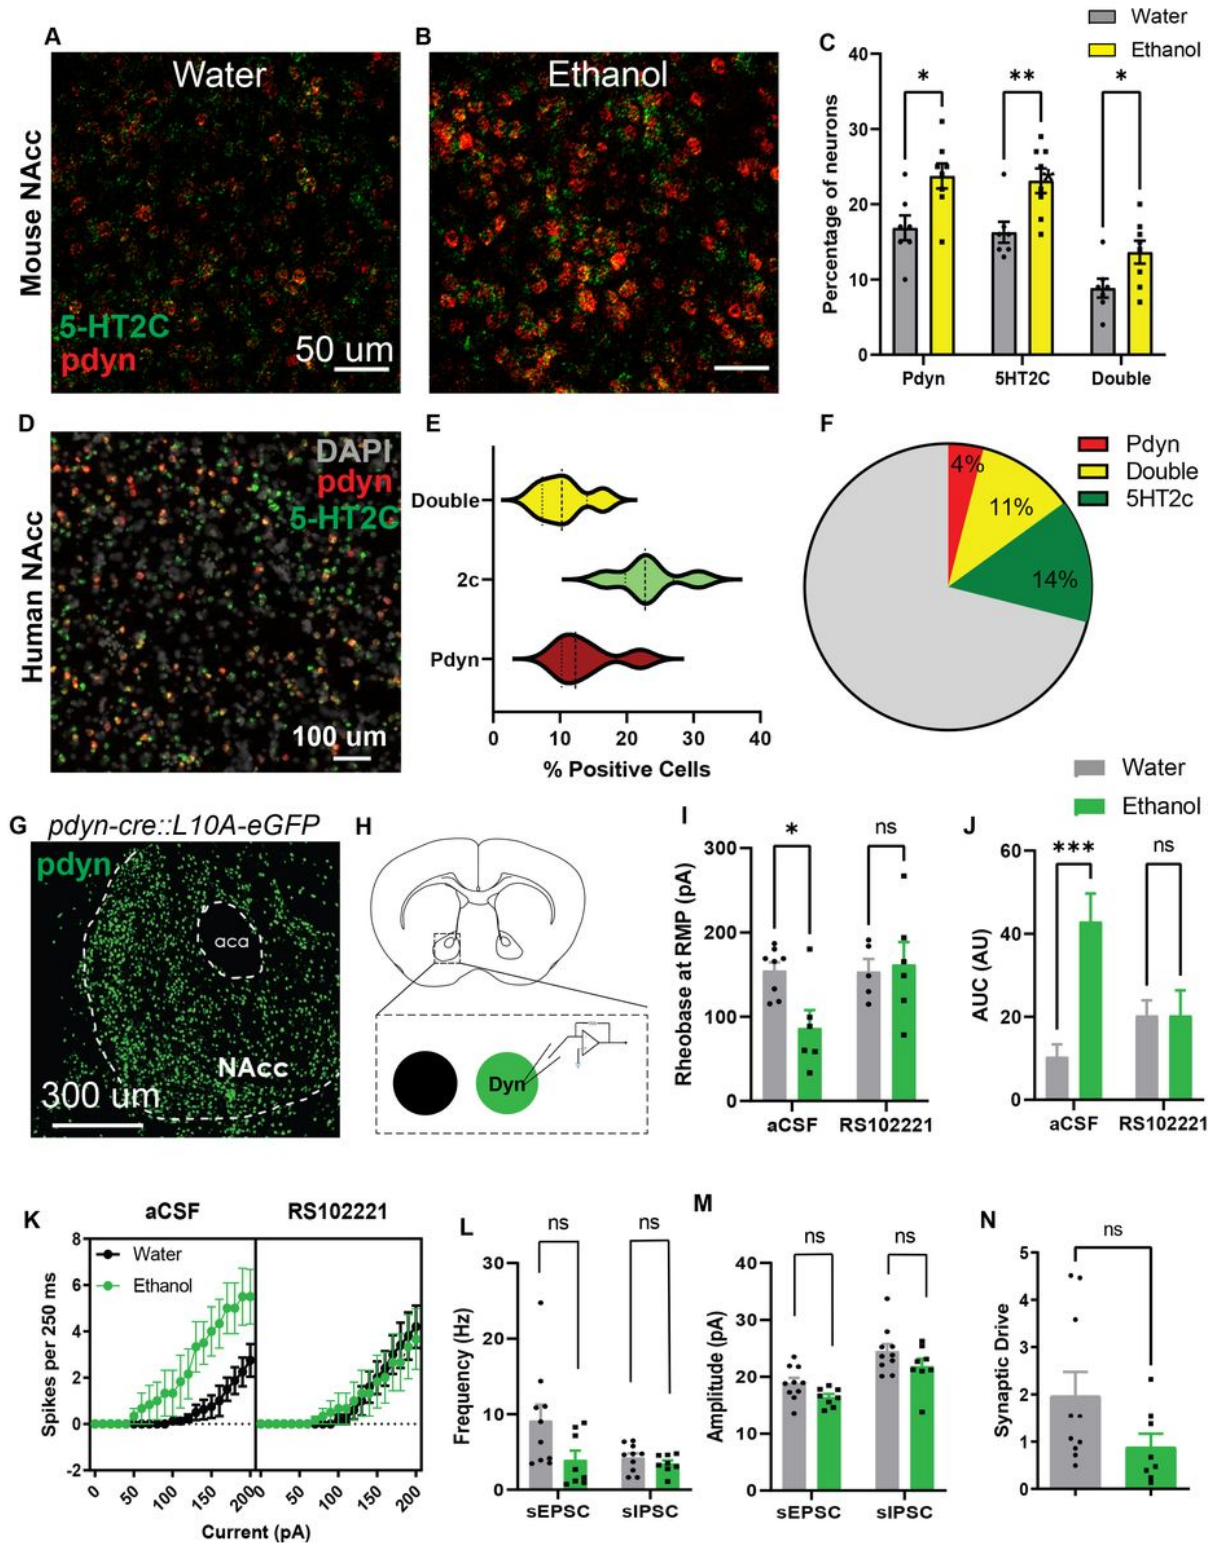 Water
Ethanol
A
B
C
Water
Ethanol
Mouse NAcc
5-HT2C
pdyn
50 um
Percentage of neurons
40
30
20
10
0
*
**
*
Pdyn
5HT2C
Double
D
E
F
Human NAcc
DAPI
pdyn
5-HT2C
100 um
Double
2c
Pdyn
0
10
20
30
40
% Positive Cells
4%
11%
14%
Pdyn
Double
5HT2c
Water
Ethanol
G
pdyn-cre::L10A-eGFP
pdyn
aca
NAcc
300 um
H
Dyn
I
Rheobase at RMP (pA)
300
200
100
0
*
ns
aCSF
RS102221
J
AUC (AU)
60
40
20
0
***
ns
aCSF
RS102221
K
aCSF
RS102221
Water
Ethanol
Spikes per 250 ms
8
6
4
2
0
-2
0
50
100
150
200
0
50
100
150
200
Current (pA)
L
Frequency (Hz)
30
20
10
0
ns
ns
sEPSC
sIPSC
M
Amplitude (pA)
40
30
20
10
0
ns
ns
sEPSC
sIPSC
N
Synaptic Drive
5
4
3
2
1
0
ns